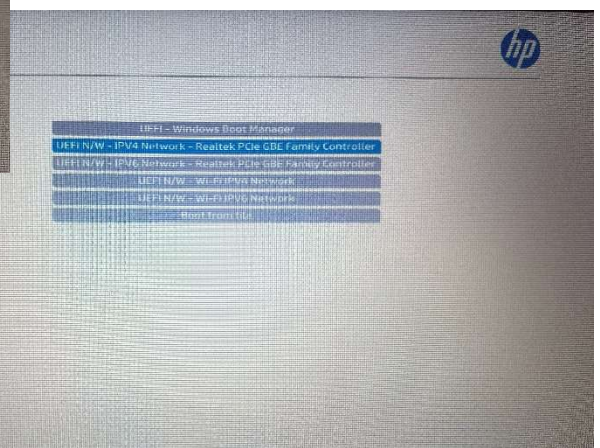 hp
UEFI - Windows Boot Manager
UEFI N/W - IPV4 Network - Realtek PCIe GBE Family Controller
UEFI N/W - IPV6 Network - Realtek PCIe GBE Family Controller
UEFI N/W - Wi-Fi IPV4 Network
UEFI N/W - Wi-Fi IPV6 Network
Boot from file